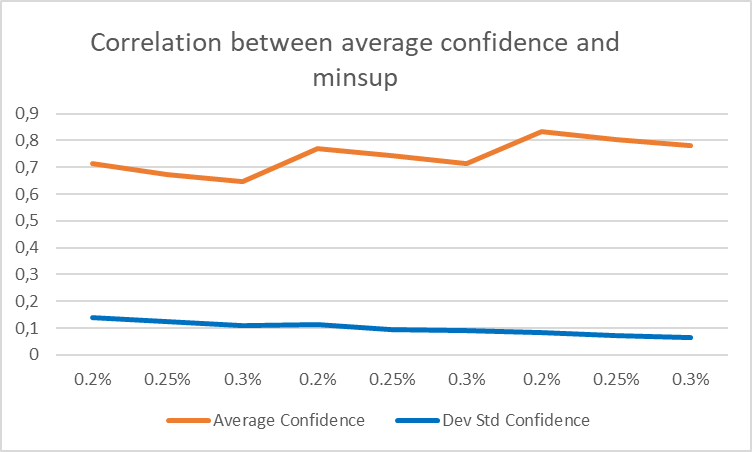 Correlation between average confidence and
minsup
0,9
0,8
0,7
0,6
0,5
0,4
0,3
0,2
0,1
0
0.2% 0.25% 0.3% 0.2% 0.25% 0.3% 0.2% 0.25% 0.3%
Average Confidence Dev Std Confidence